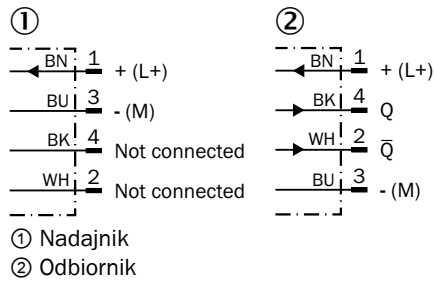 ①
BN 1 + (L+)
BU 3 - (M)
BK 4 Not connected
WH 2 Not connected
②
BN 1 + (L+)
BK 4 Q
WH 2 Q̅
BU 3 - (M)
① Nadajnik
② Odbiornik